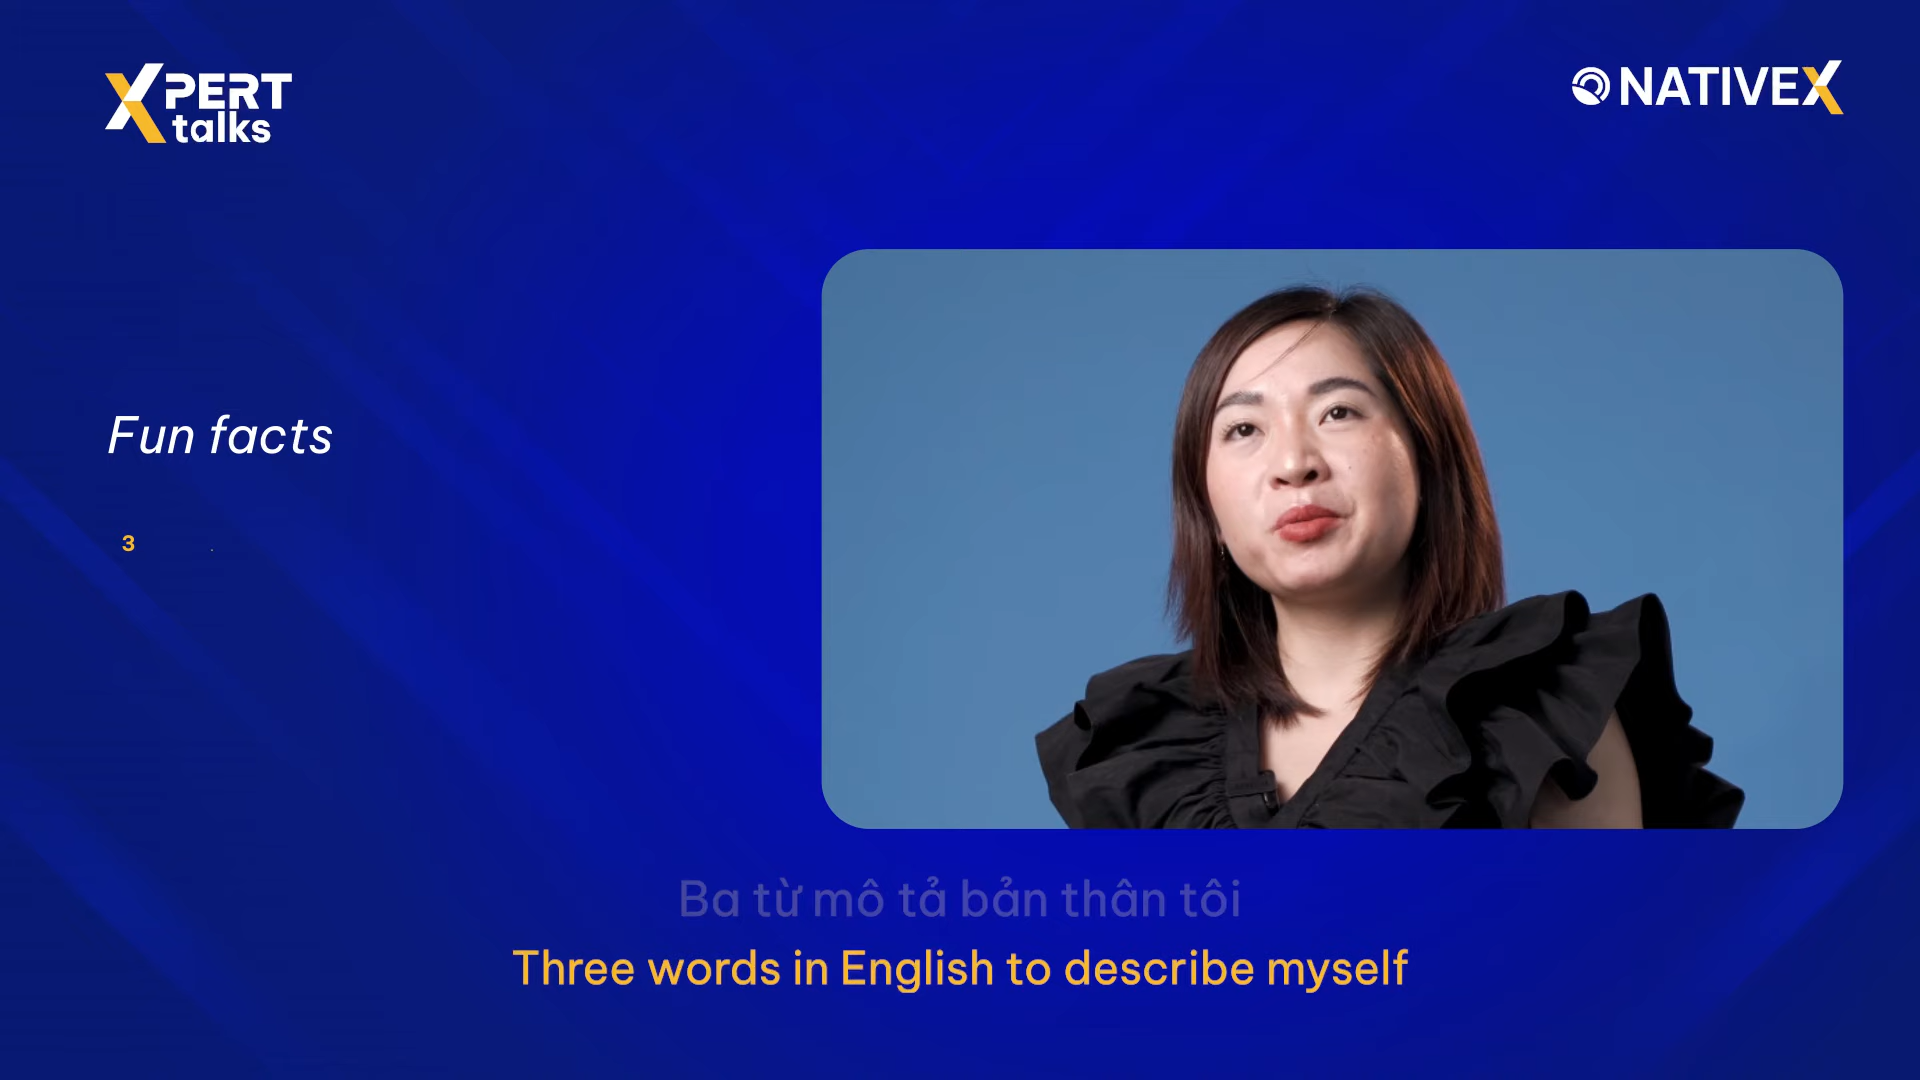 XPERT
talks
NATIVEX
Fun facts
3
Ba từ mô tả bản thân tôi
Three words in English to describe myself